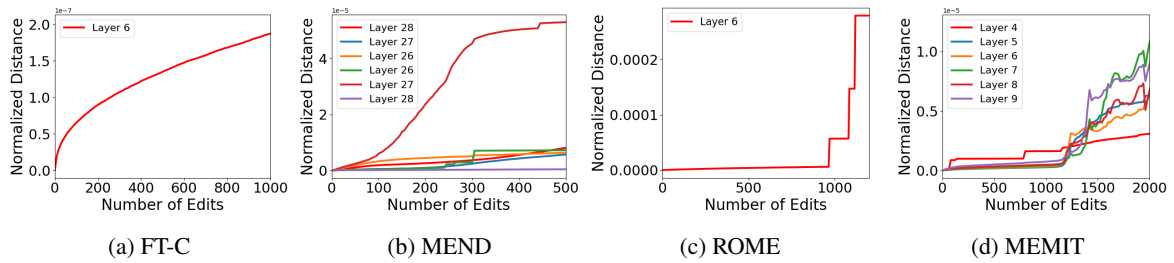 1e−7
Normalized Distance
2.0
1.4
0.7
0.0
Layer 6
0 200 400 600 800 1000
Number of Edits
(a) FT-C
1e−5
Normalized Distance
4
2
0
Layer 28
Layer 27
Layer 26
Layer 26
Layer 27
Layer 28
0 100 200 300 400 500
Number of Edits
(b) MEND
Normalized Distance
0.0002
0.0001
0.0000
Layer 6
0 500 1000
Number of Edits
(c) ROME
1e−5
Normalized Distance
1.0
0.5
0.0
Layer 4
Layer 5
Layer 6
Layer 7
Layer 8
Layer 9
0 500 1000 1500 2000
Number of Edits
(d) MEMIT